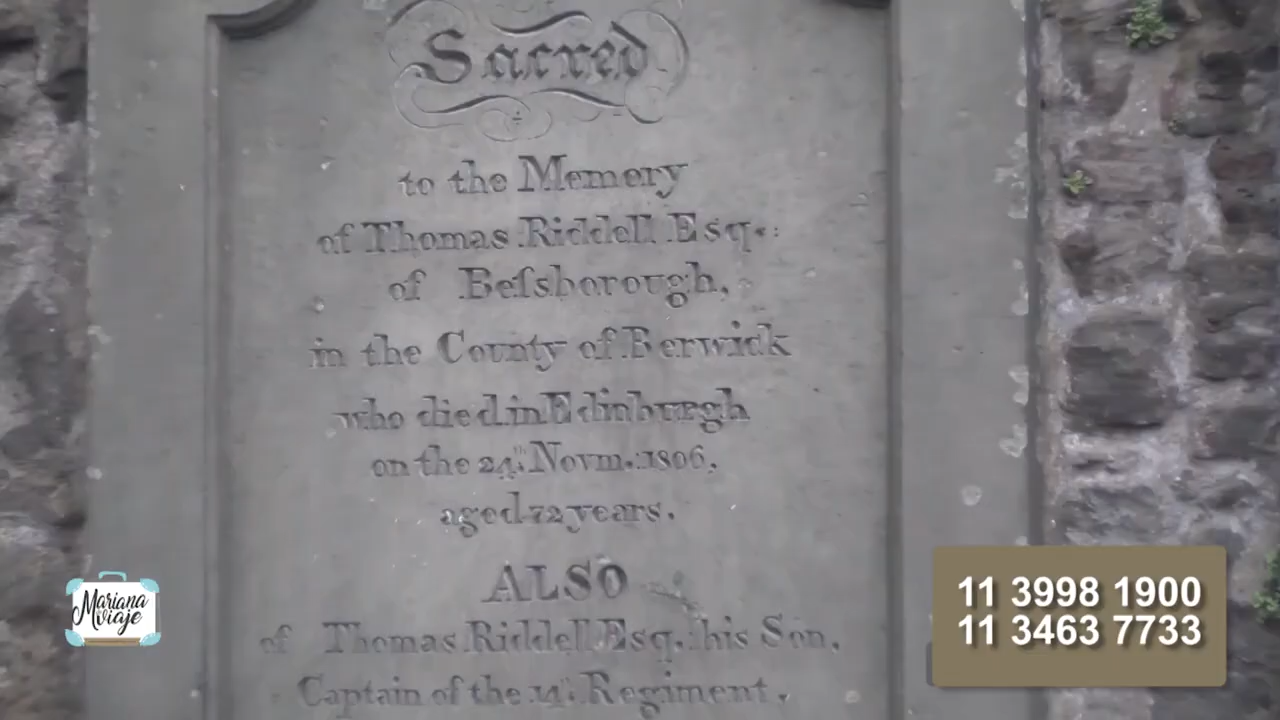 Sacred
to the Memory
of Thomas Riddell Esq.:
of Beſsborough,
in the County of Berwick
who died in Edinburgh
on the 24th Novm. 1806,
aged 72 years.
ALSO
of Thomas Riddell Esq. his Son,
Captain of the 14th Regiment,
Mariana
viaje
11 3998 1900
11 3463 7733